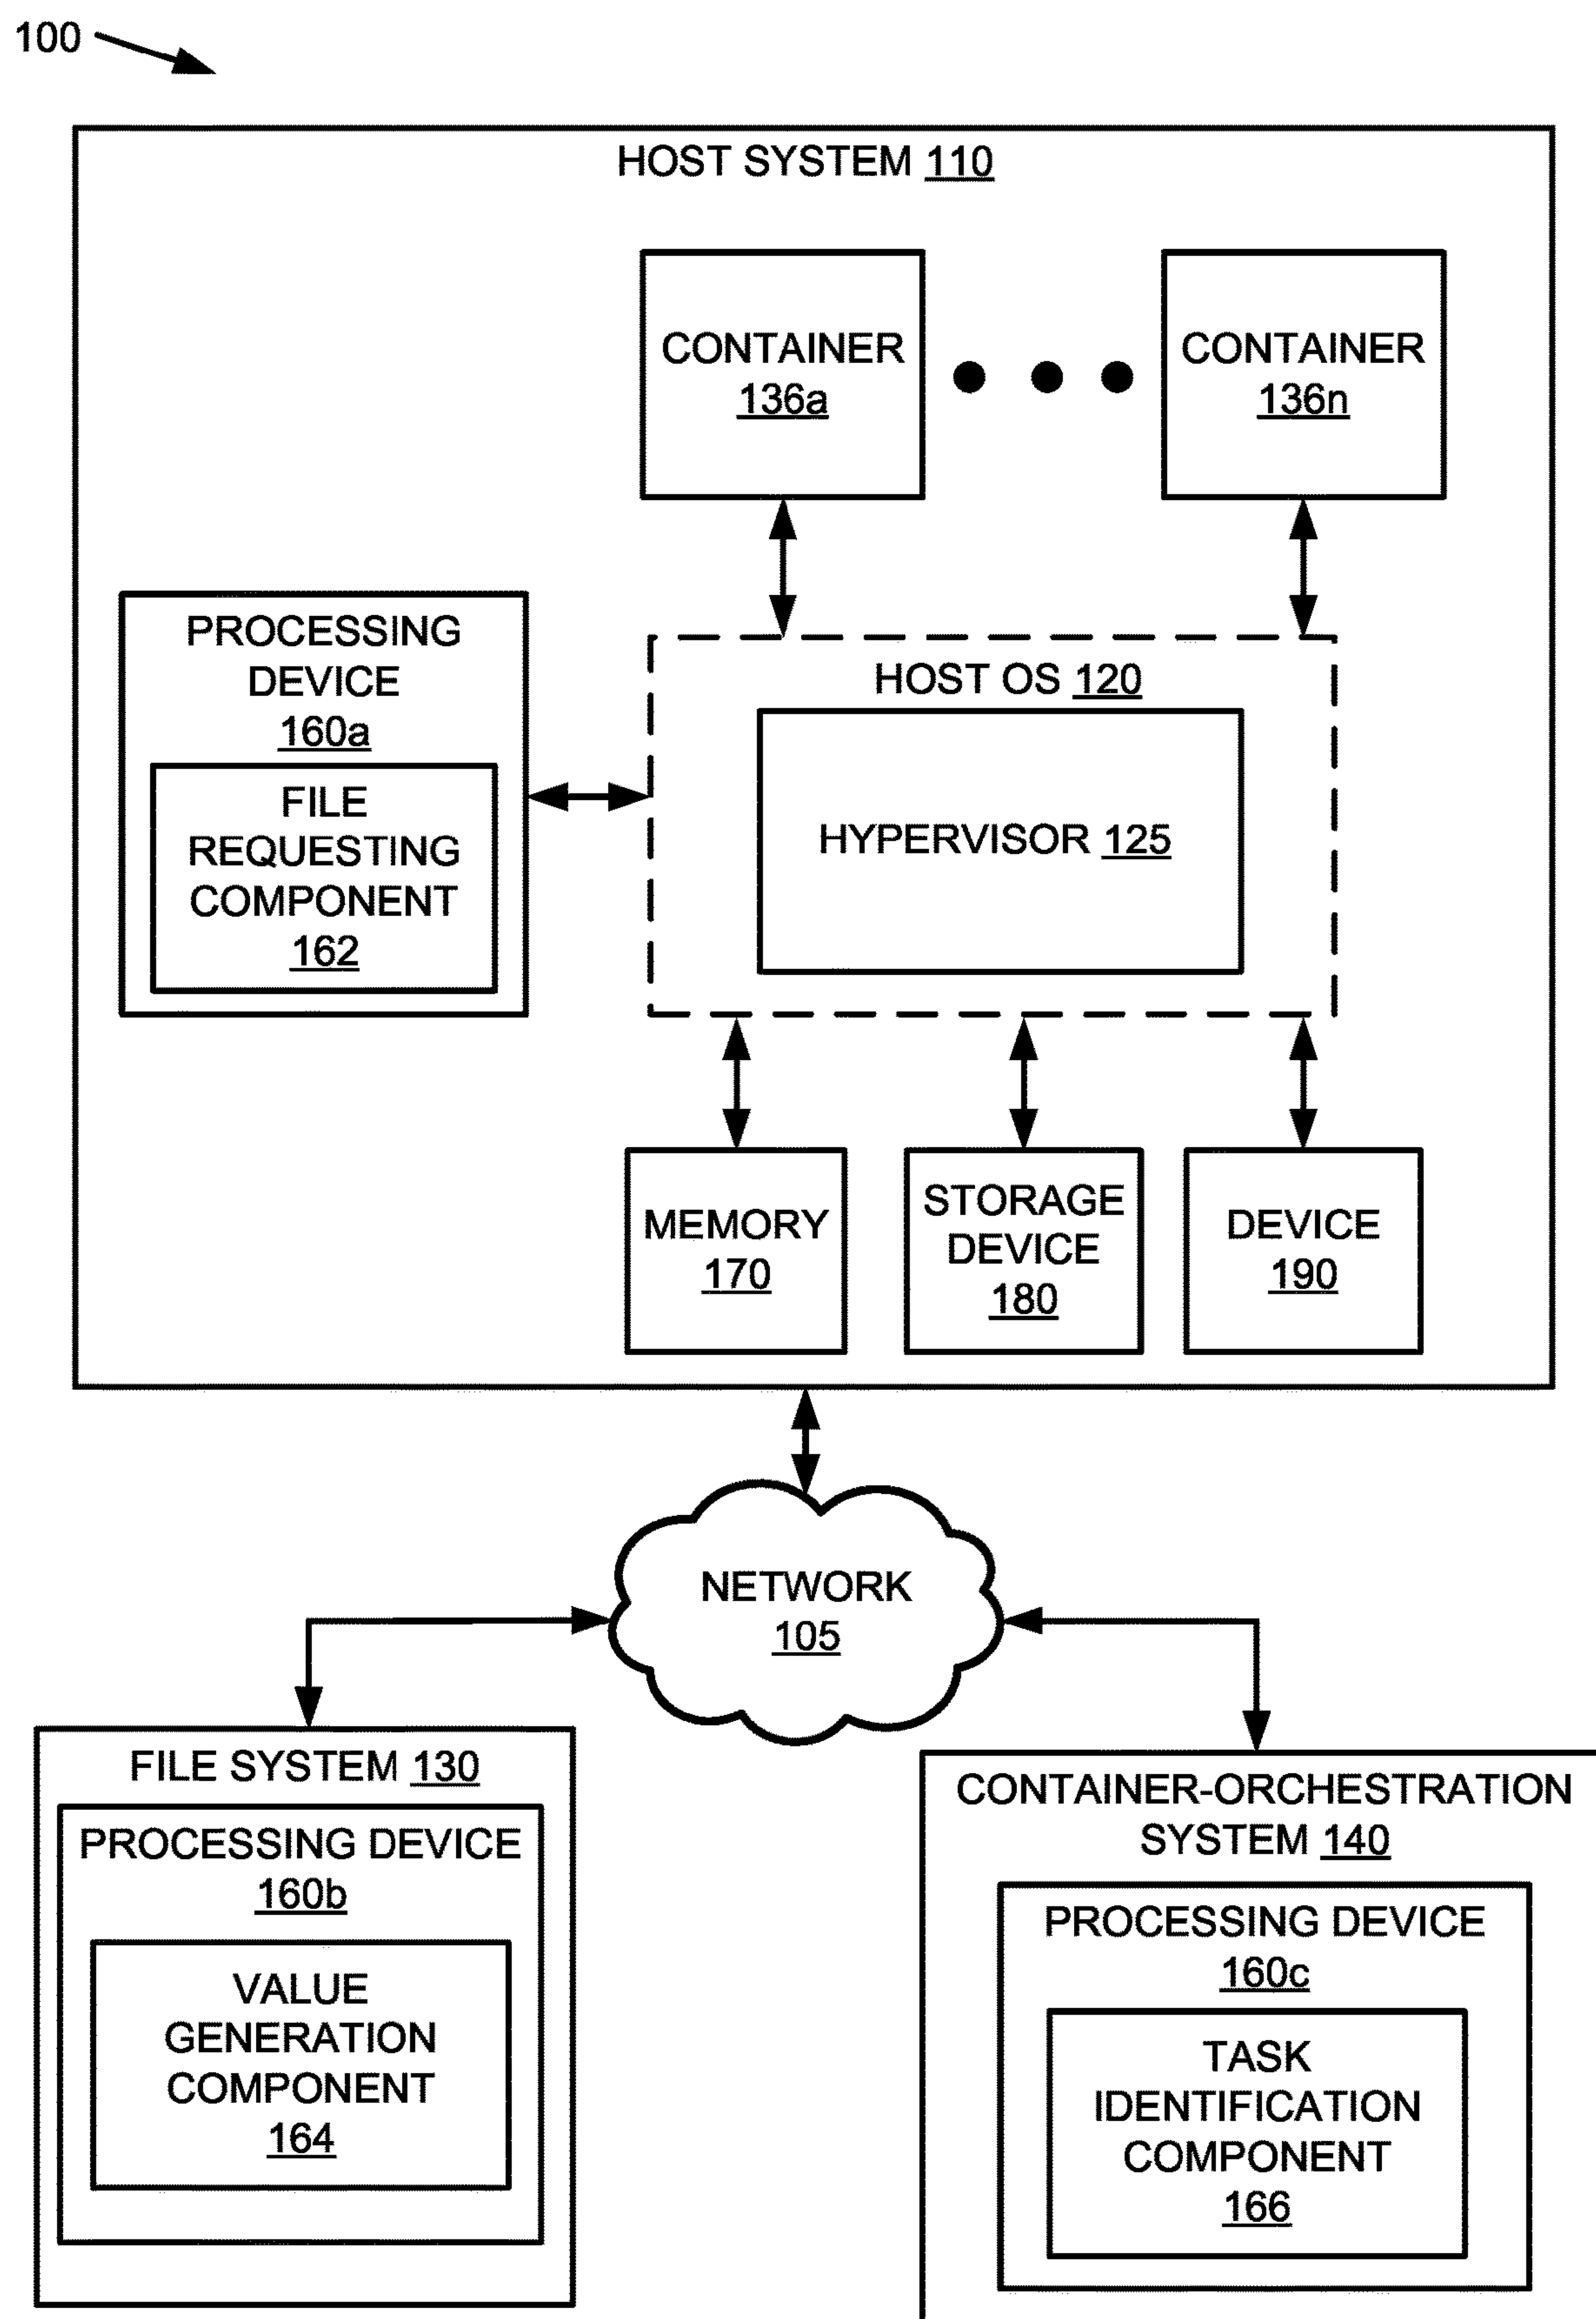 100
HOST SYSTEM 110
CONTAINER
136a
CONTAINER
136n
PROCESSING
DEVICE
160a
FILE
REQUESTING
COMPONENT
162
HOST OS 120
HYPERVISOR 125
MEMORY
170
STORAGE
DEVICE
180
DEVICE
190
NETWORK
105
FILE SYSTEM 130
PROCESSING DEVICE
160b
VALUE
GENERATION
COMPONENT
164
CONTAINER-ORCHESTRATION
SYSTEM 140
PROCESSING DEVICE
160c
TASK
IDENTIFICATION
COMPONENT
166